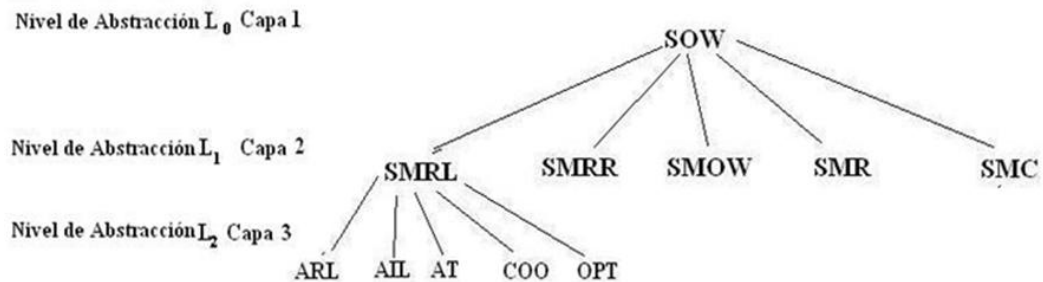 Nivel de Abstracción L0 Capa 1
SOW
Nivel de Abstracción L1 Capa 2
SMRL SMRR SMOW SMR SMC
Nivel de Abstracción L2 Capa 3
ARL AIL AT COO OPT